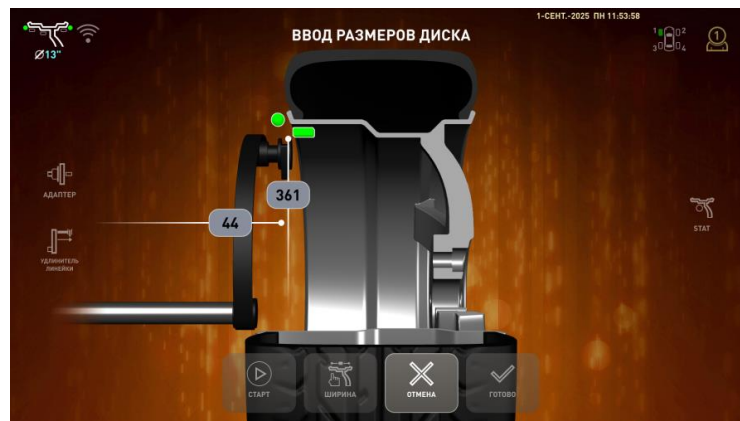 1-СЕНТ.-2025 ПН 11:53:58
ВВОД РАЗМЕРОВ ДИСКА
1 2
3 4
1
Ø13"
361
44
АДАПТЕР
УДЛИНИТЕЛЬ
ЛИНЕЙКИ
STAT
СТАРТ
ШИРИНА
ОТМЕНА
ГОТОВО